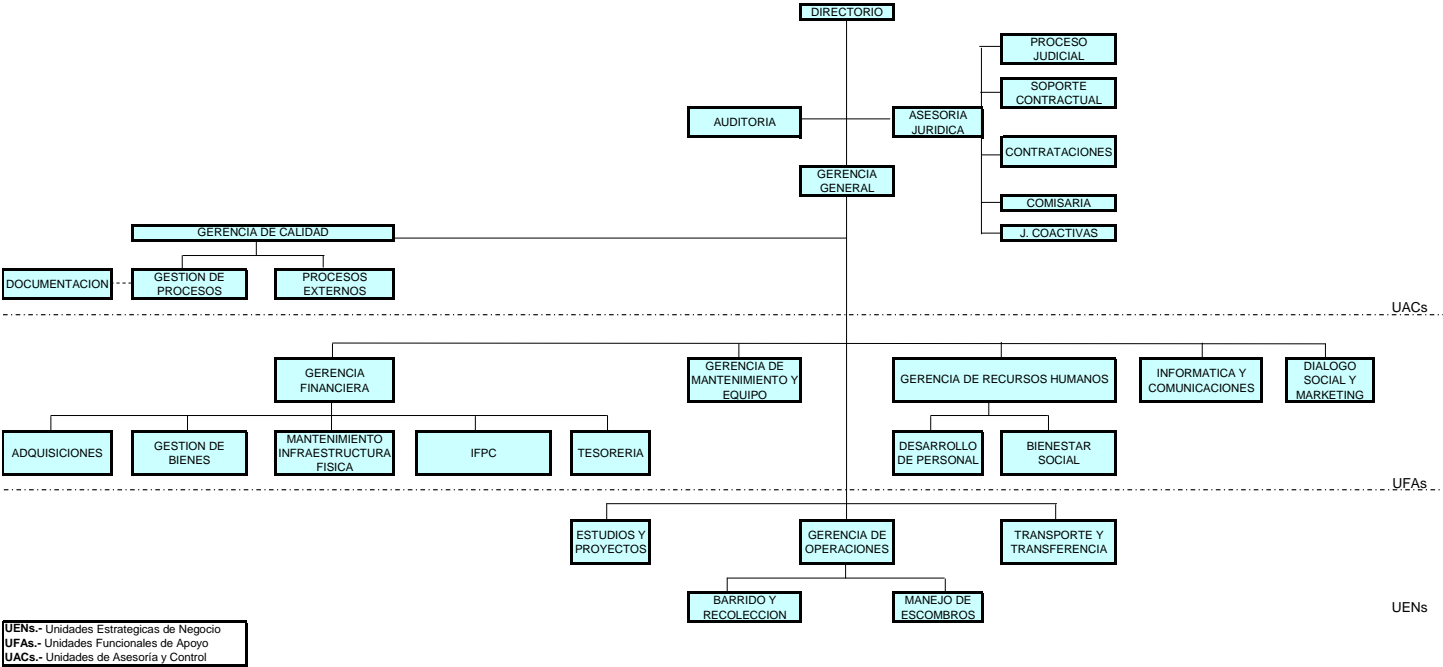 DIRECTORIO
PROCESO
JUDICIAL
SOPORTE
CONTRACTUAL
AUDITORIA
ASESORIA
JURIDICA
CONTRATACIONES
GERENCIA
GENERAL
COMISARIA
J. COACTIVAS
GERENCIA DE CALIDAD
DOCUMENTACION
GESTION DE
PROCESOS
PROCESOS
EXTERNOS
UACs
GERENCIA
FINANCIERA
GERENCIA DE
MANTENIMIENTO Y
EQUIPO
GERENCIA DE RECURSOS HUMANOS
INFORMATICA Y
COMUNICACIONES
DIALOGO
SOCIAL Y
MARKETING
ADQUISICIONES
GESTION DE
BIENES
MANTENIMIENTO
INFRAESTRUCTURA
FISICA
IFPC
TESORERIA
DESARROLLO
DE PERSONAL
BIENESTAR
SOCIAL
UFAs
ESTUDIOS Y
PROYECTOS
GERENCIA DE
OPERACIONES
TRANSPORTE Y
TRANSFERENCIA
BARRIDO Y
RECOLECCION
MANEJO DE
ESCOMBROS
UENs
UENs.- Unidades Estrategicas de Negocio
UFAs.- Unidades Funcionales de Apoyo
UACs.- Unidades de Asesoría y Control